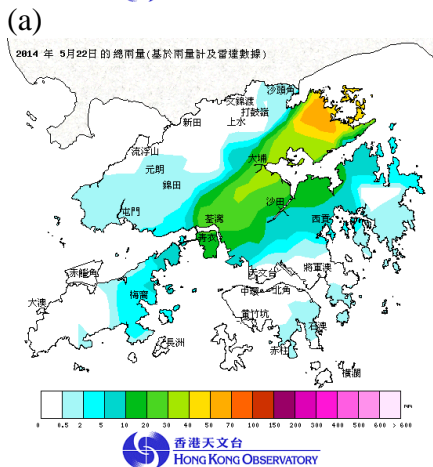 (a)
2014 年 5月22日的總雨量(基於雨量計及雷達數據)
沙頭角
文錦渡
打鼓嶺
新田
上水
流浮山
大埔
元朗
錦田
沙田
屯門
荃灣
西貢
青衣
天文台
將軍澳
赤鱲角
中環
北角
梅窩
大澳
黃竹坑
石澳
長洲
赤柱
橫瀾
mm
0 0.5 2 5 10 20 30 40 50 70 100 150 200 300 400 500 600 > 600
香港天文台
HONG KONG OBSERVATORY